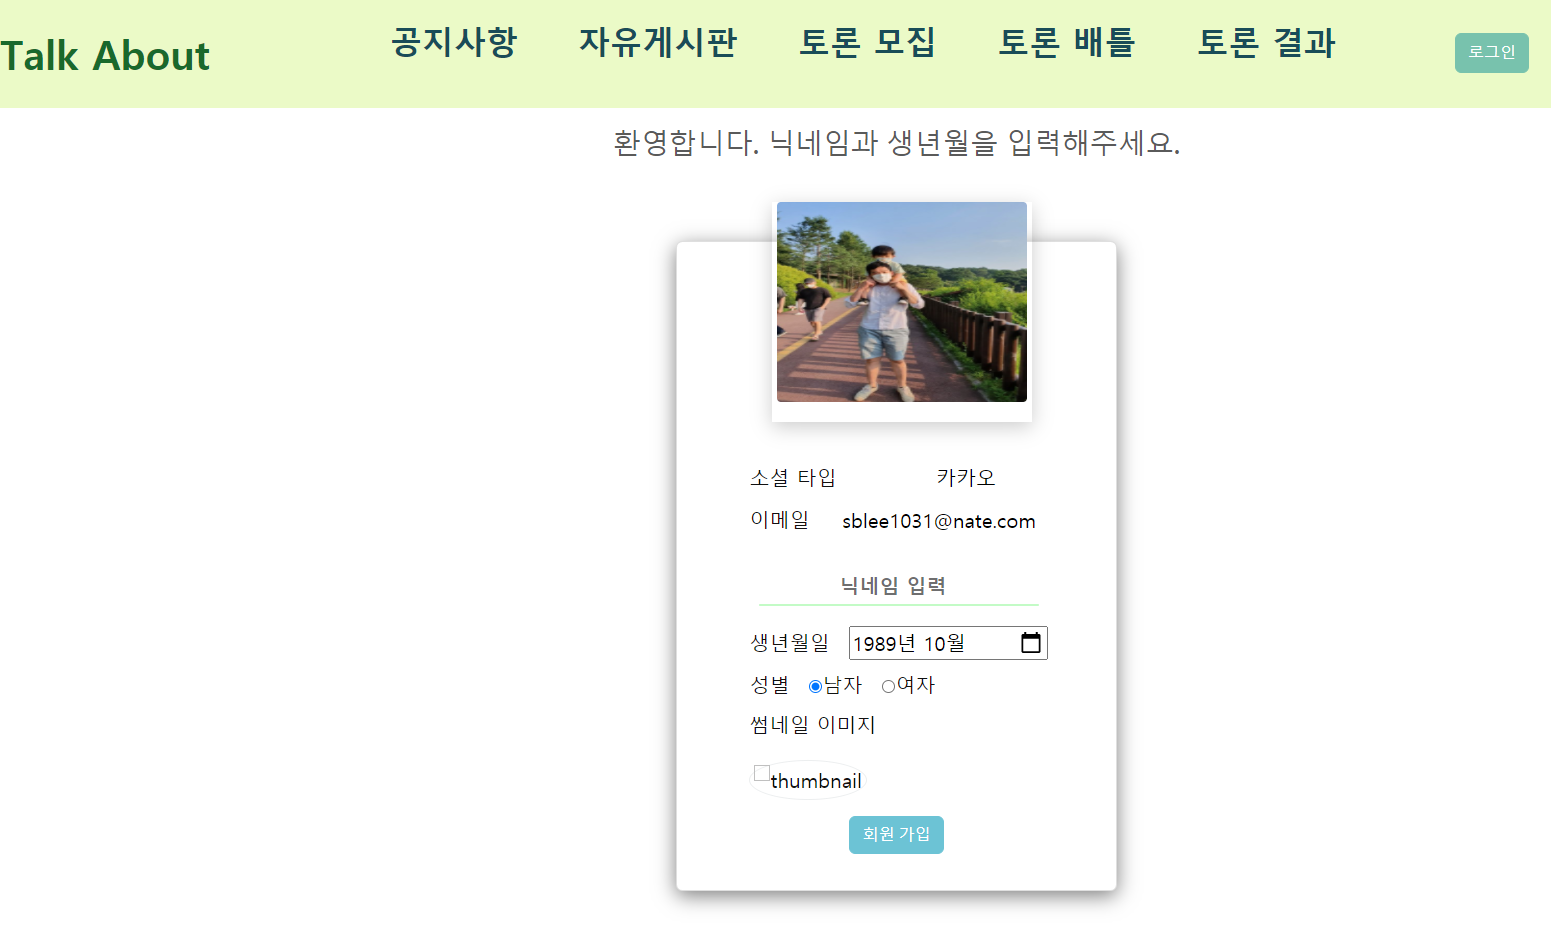 Talk About
공지사항 자유게시판 토론 모집 토론 배틀 토론 결과
로그인
환영합니다. 닉네임과 생년월을 입력해주세요.
소셜 타입 카카오
이메일 sblee1031@nate.com
닉네임 입력
생년월일 1989년 10월
성별 남자 여자
썸네일 이미지
thumbnail
회원 가입